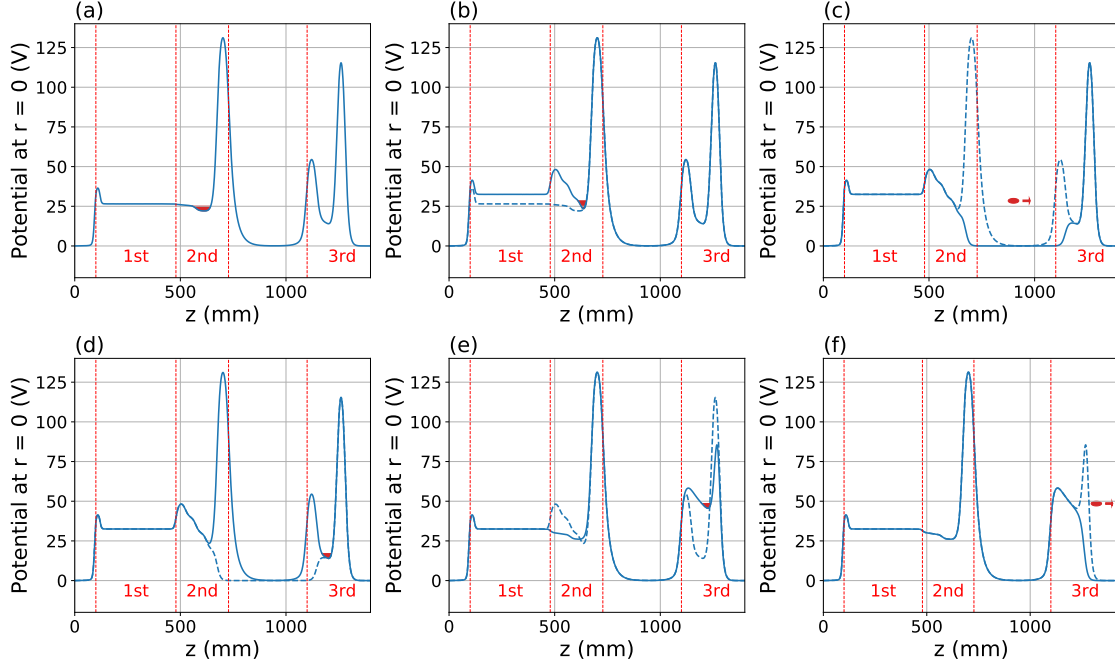 (a)
Potential at r = 0 (V)
125
100
75
50
25
0
1st
2nd
3rd
0
500
1000
z (mm)
(b)
Potential at r = 0 (V)
125
100
75
50
25
0
1st
2nd
3rd
0
500
1000
z (mm)
(c)
Potential at r = 0 (V)
125
100
75
50
25
0
1st
2nd
3rd
0
500
1000
z (mm)
(d)
Potential at r = 0 (V)
125
100
75
50
25
0
1st
2nd
3rd
0
500
1000
z (mm)
(e)
Potential at r = 0 (V)
125
100
75
50
25
0
1st
2nd
3rd
0
500
1000
z (mm)
(f)
Potential at r = 0 (V)
125
100
75
50
25
0
1st
2nd
3rd
0
500
1000
z (mm)